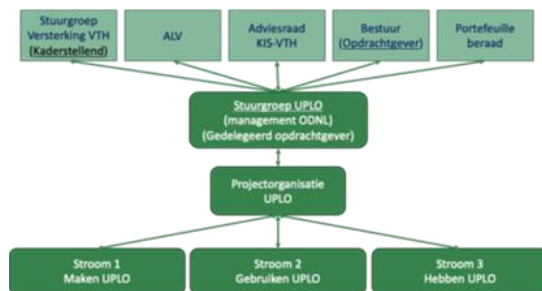 Stuurgroep
Versterking VTH
(Kaderstellend)
ALV
Adviesraad
KIS-VTH
Bestuur
(Opdrachtgever)
Portefeuille
beraad
Stuurgroep UPLO
(management ODNL)
(Gedelegeerd opdrachtgever)
Projectorganisatie
UPLO
Stroom 1
Maken UPLO
Stroom 2
Gebruiken UPLO
Stroom 3
Hebben UPLO